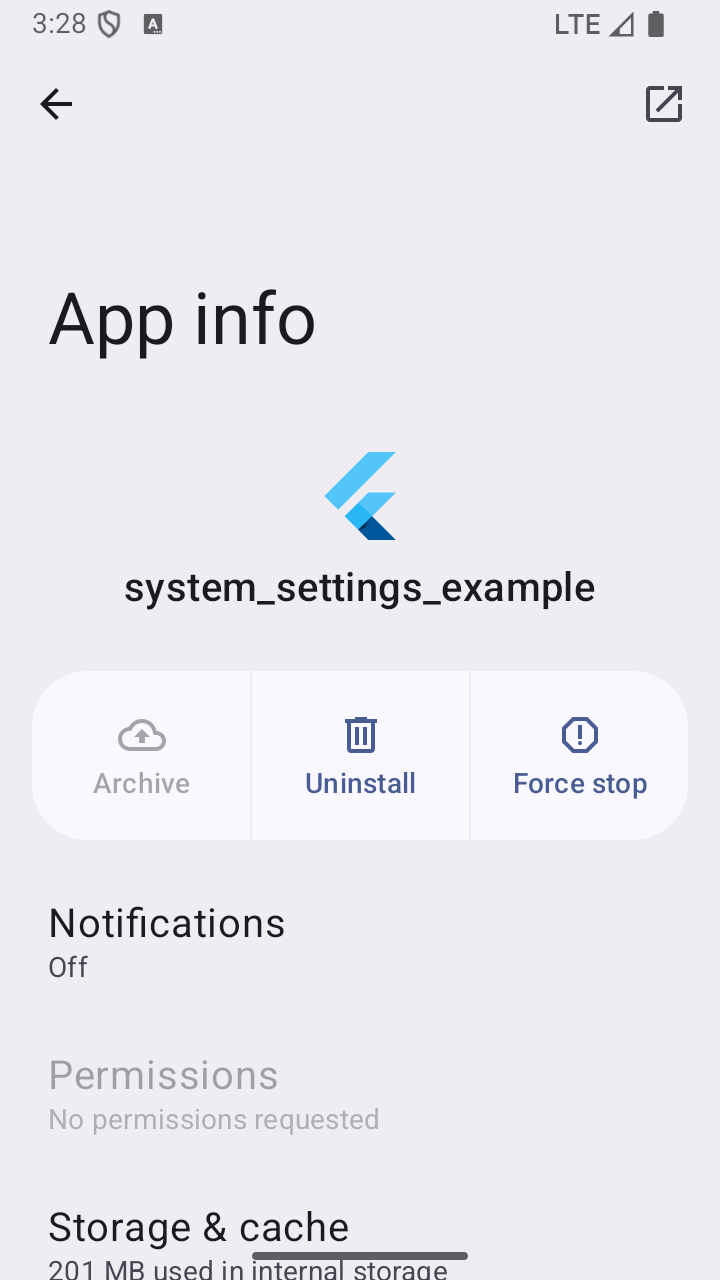 3:28 LTE
App info
system_settings_example
Archive Uninstall Force stop
Notifications
Off
Permissions
No permissions requested
Storage & cache
201 MB used in internal storage